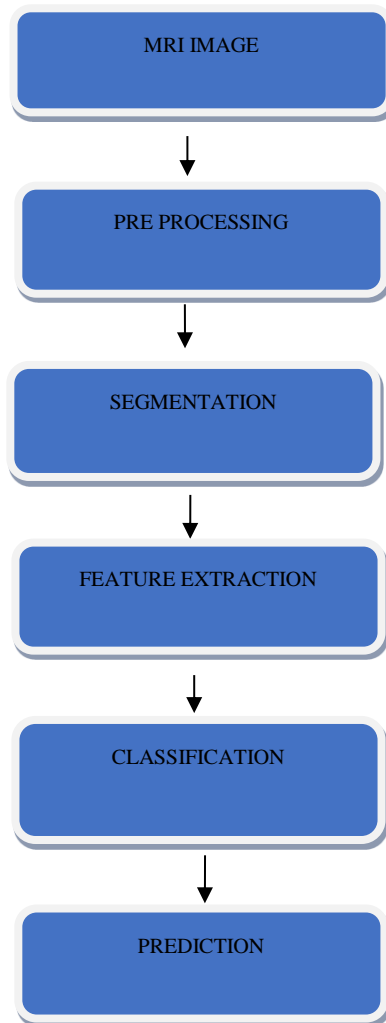 MRI IMAGE
PRE PROCESSING
SEGMENTATION
FEATURE EXTRACTION
CLASSIFICATION
PREDICTION